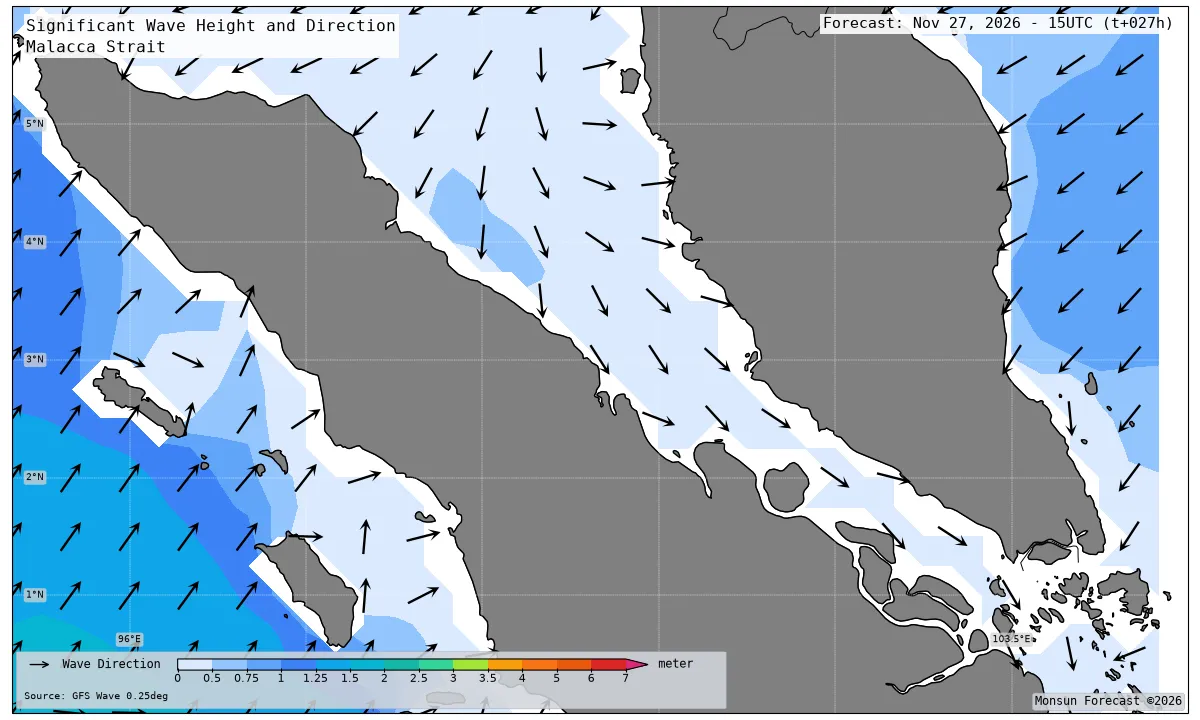 Significant Wave Height and Direction
Malacca Strait
Forecast: Nov 27, 2026 - 15UTC (t+027h)
5°N
4°N
3°N
2°N
1°N
96°E
103.5°E
Wave Direction
0 0.5 0.75 1 1.25 1.5 2 2.5 3 3.5 4 5 6 7
meter
Source: GFS Wave 0.25deg
Monsun Forecast ©2026